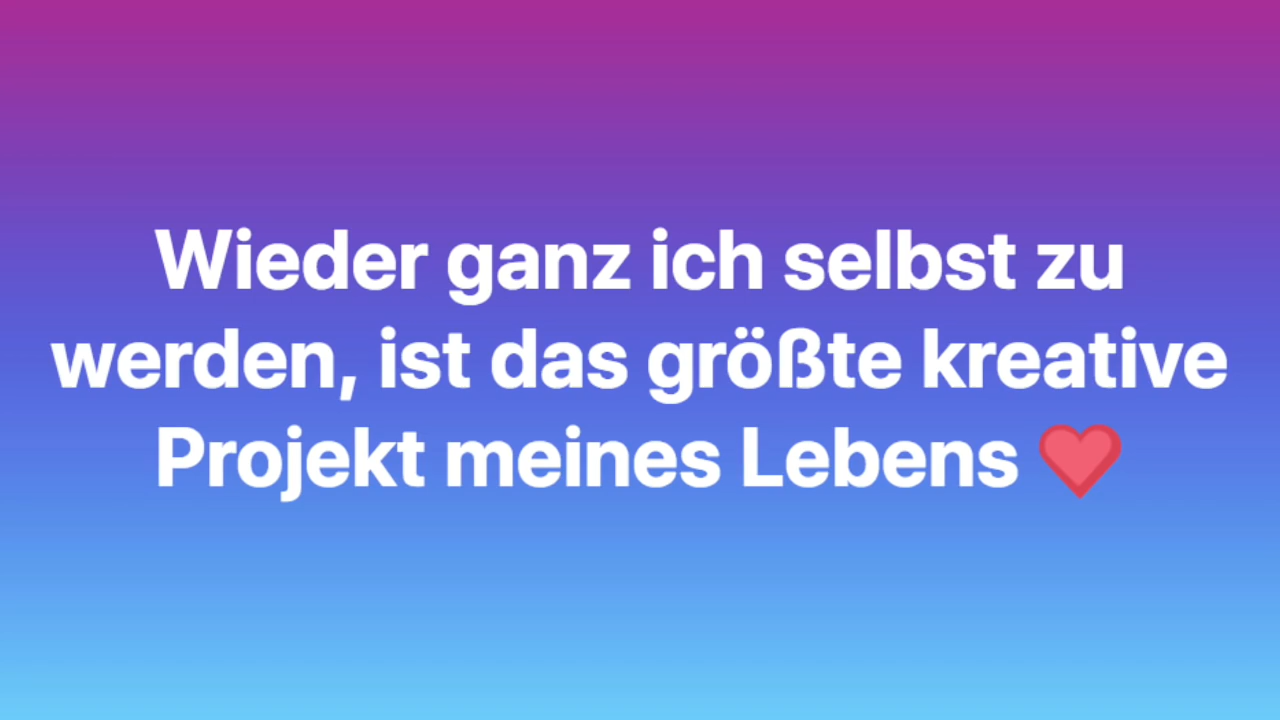 Wieder ganz ich selbst zu
werden, ist das größte kreative
Projekt meines Lebens ❤️